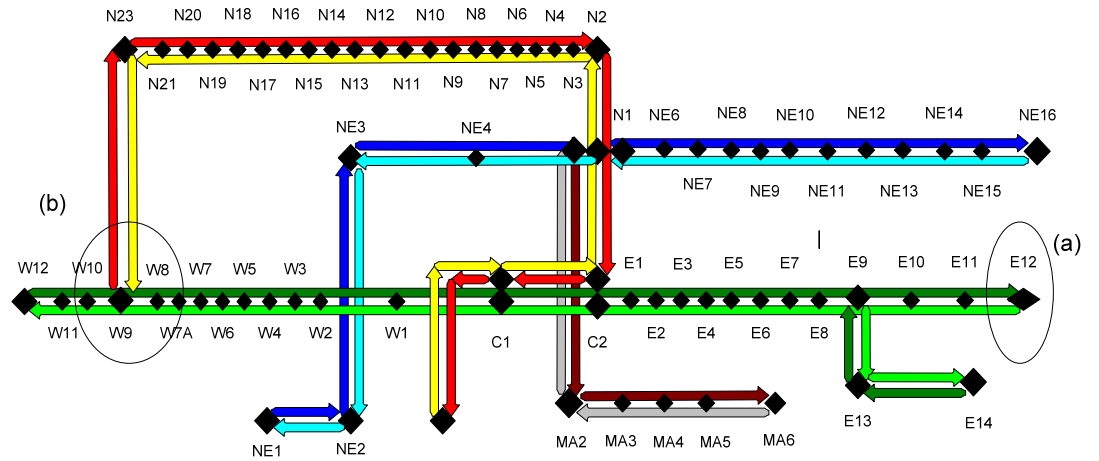 N23 N20 N18 N16 N14 N12 N10 N8 N6 N4 N2
N21 N19 N17 N15 N13 N11 N9 N7 N5 N3
NE3 NE4 N1 NE6 NE8 NE10 NE12 NE14 NE16
NE7 NE9 NE11 NE13 NE15
(b)
(a)
W12 W10 W8 W7 W5 W3 E1 E3 E5 E7 E9 E10 E11 E12
W11 W9 W7A W6 W4 W2 W1 C1 C2 E2 E4 E6 E8
NE1 NE2 MA2 MA3 MA4 MA5 MA6 E13 E14